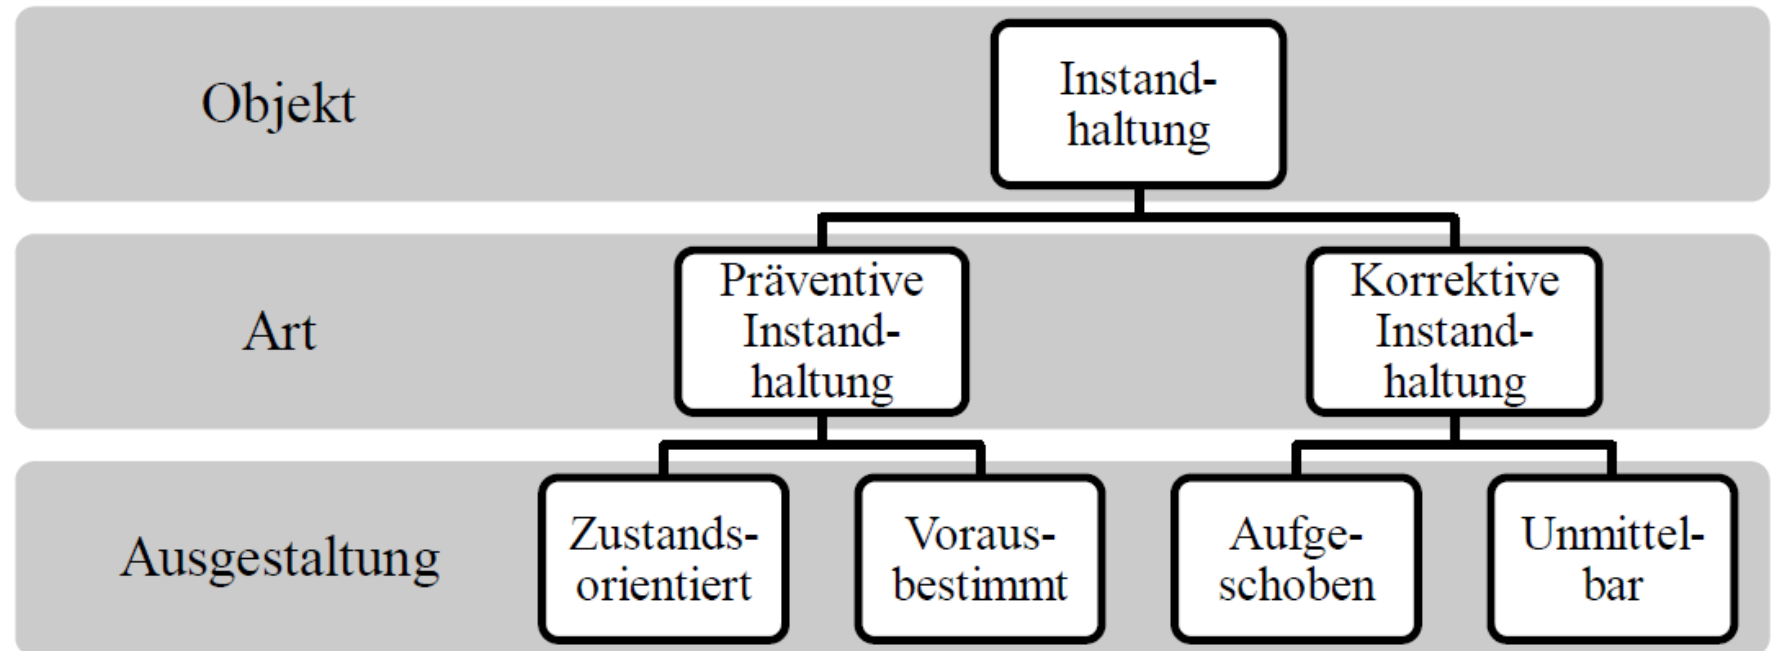 Objekt
Instand-
haltung
Art
Präventive
Instand-
haltung
Korrektive
Instand-
haltung
Ausgestaltung
Zustands-
orientiert
Voraus-
bestimmt
Aufge-
schoben
Unmittel-
bar